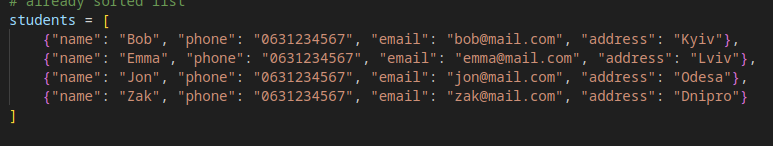 # already sorted list
students = [
    {"name": "Bob", "phone": "0631234567", "email": "bob@mail.com", "address": "Kyiv"},
    {"name": "Emma", "phone": "0631234567", "email": "emma@mail.com", "address": "Lviv"},
    {"name": "Jon", "phone": "0631234567", "email": "jon@mail.com", "address": "Odesa"},
    {"name": "Zak", "phone": "0631234567", "email": "zak@mail.com", "address": "Dnipro"}
]